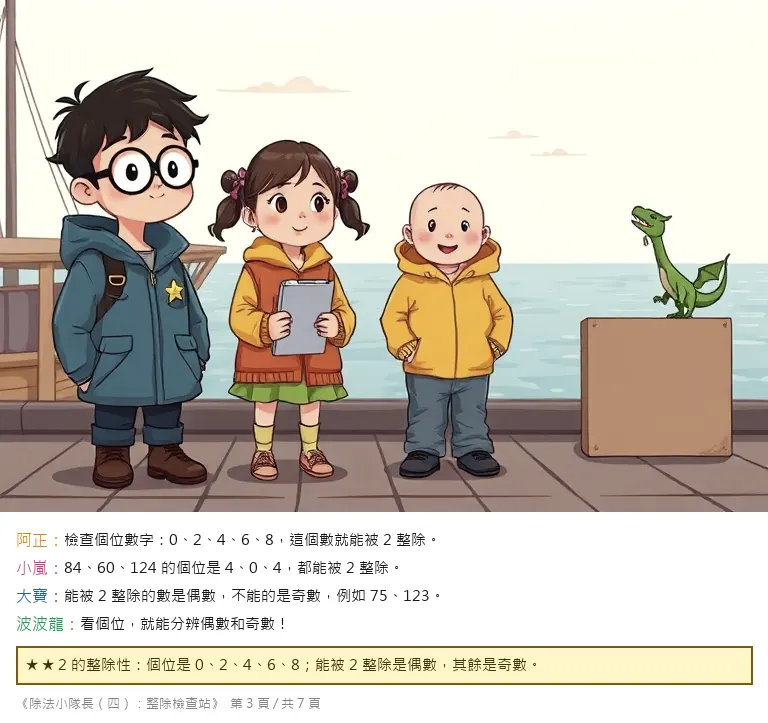 阿正：檢查個位數字：0、2、4、6、8，這個數就能被 2 整除。
小嵐：84、60、124 的個位是 4、0、4，都能被 2 整除。
大寶：能被 2 整除的數是偶數，不能的是奇數，例如 75、123。
波波龍：看個位，就能分辨偶數和奇數！
★★2 的整除性：個位是 0、2、4、6、8；能被 2 整除是偶數，其餘是奇數。
《除法小隊長（四）：整除檢查站》 第 3 頁 / 共 7 頁